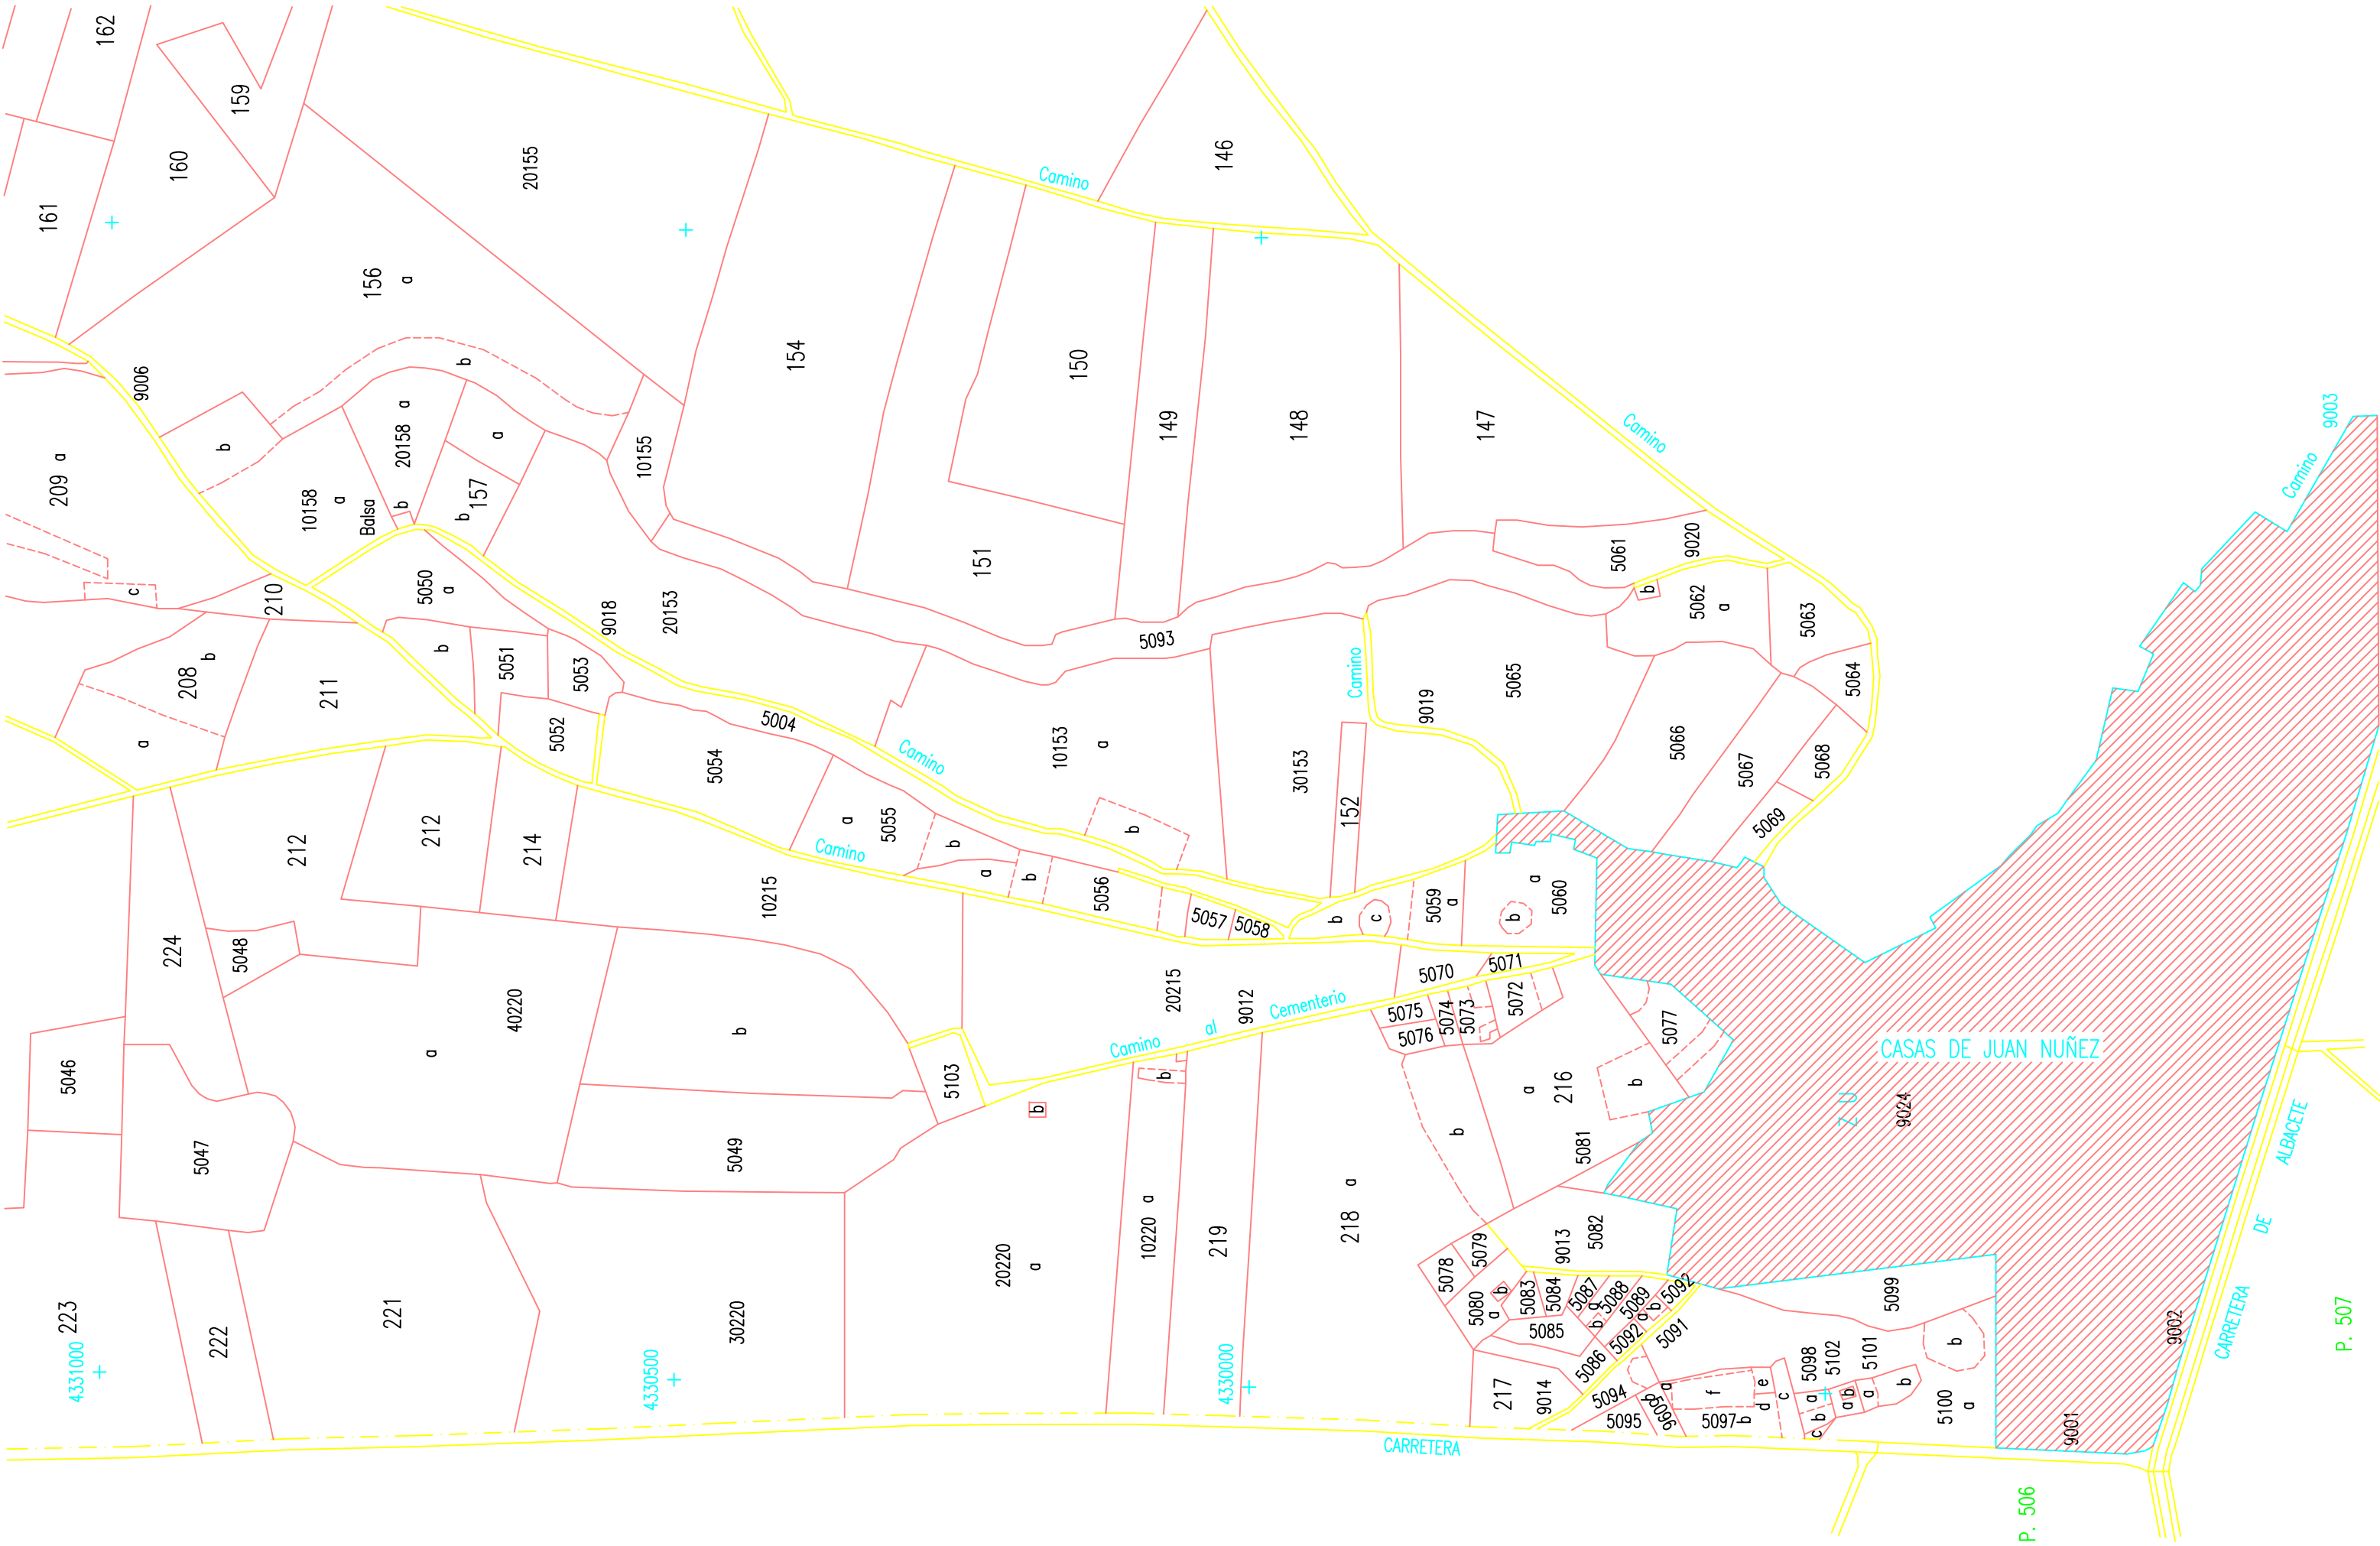 162
159
161
160
20155
146
Camino
156
a
b
154
150
149
148
147
209
a
9006
b
10158
a
Balsa
20158
a
b
157
b
a
10155
151
Camino
Camino
9003
210
c
5050
a
b
5051
5053
5052
9018
20153
5093
5061
9020
b
5062
a
5063
5064
208
b
a
211
5004
5054
Camino
10153
a
b
30153
152
Camino
9019
5065
5066
5067
5068
5069
212
212
214
5055
a
b
Camino
a
b
5056
5057
5058
b
c
5059
a
5060
a
b
224
5048
10215
40220
a
b
20215
9012
Camino
al
Cementerio
5070
5071
5072
5073
5074
5075
5076
5077
5046
5047
5049
5103
b
b
216
a
b
b
5081
CASAS DE JUAN NUÑEZ
Z U
9024
223
222
221
30220
20220
a
10220
a
219
218
a
5078
5079
5080
a
b
9013
5082
5083
5084
5085
5086
5087
5088
a
b
5089
a
b
5092
5092
5091
217
9014
5094
5095
5096
a
b
5097
b
f
d
e
c
5098
a
b
c
5102
a
b
5101
a
b
5099
5100
a
b
9001
9002
4331000
4330500
4330000
CARRETERA
CARRETERA
DE
ALBACETE
P. 506
P. 507